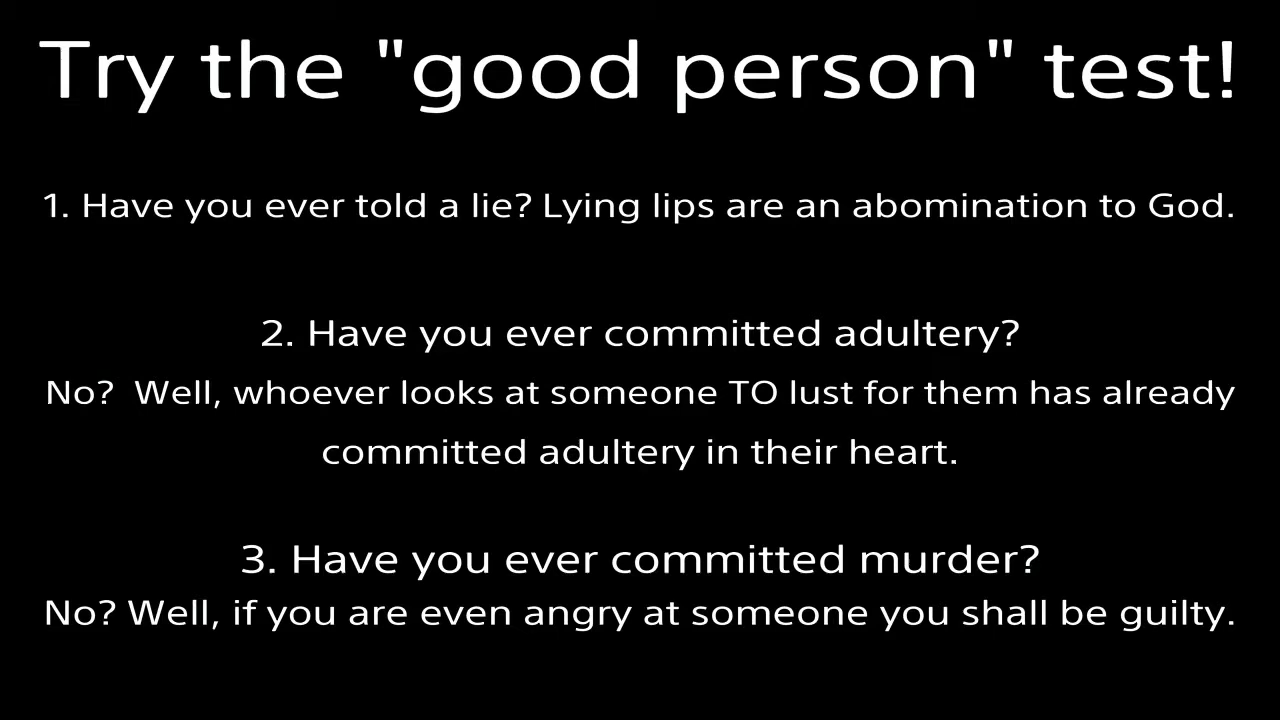 Try the "good person" test!
1. Have you ever told a lie? Lying lips are an abomination to God.
2. Have you ever committed adultery?
No?  Well, whoever looks at someone TO lust for them has already
committed adultery in their heart.
3. Have you ever committed murder?
No? Well, if you are even angry at someone you shall be guilty.